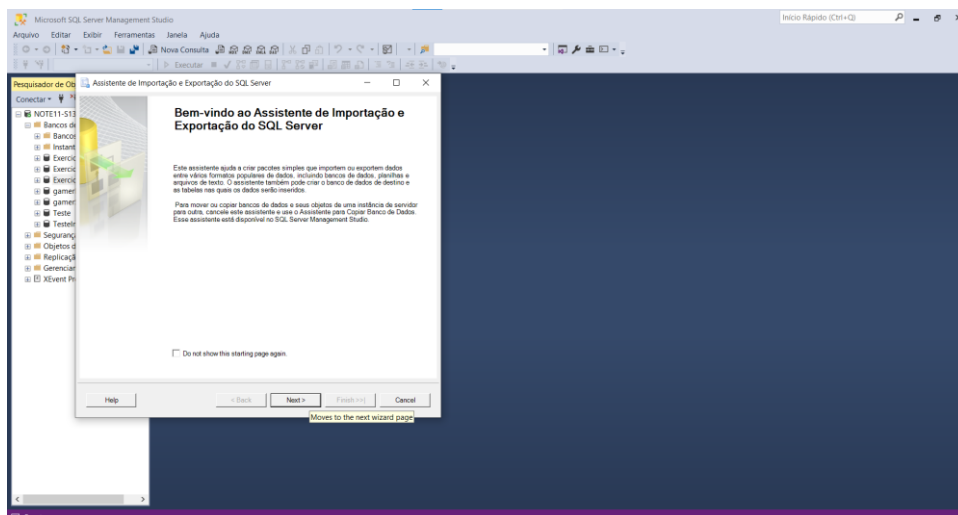 Microsoft SQL Server Management Studio
Início Rápido (Ctrl+Q)
Arquivo Editar Exibir Ferramentas Janela Ajuda
Nova Consulta
Executar
Pesquisador de Ob
Assistente de Importação e Exportação do SQL Server
Conectar
NOTE11-S13
Bancos de
Bancos
Instant
Exercic
Exercic
Exercic
gamer
gamer
Teste
TesteIr
Seguranç
Objetos d
Replicaçã
Gerenciar
XEvent Pr
Bem-vindo ao Assistente de Importação e
Exportação do SQL Server
Este assistente ajuda a criar pacotes simples que importem ou exportem dados
entre vários formatos populares de dados, incluindo bancos de dados, planilhas e
arquivos de texto. O assistente também pode criar o banco de dados de destino e
as tabelas nas quais os dados serão inseridos.
Para mover ou copiar bancos de dados e seus objetos de uma instância de servidor
para outra, cancele este assistente e use o Assistente para Copiar Banco de Dados.
Esse assistente está disponível no SQL Server Management Studio.
Do not show this starting page again.
Help < Back Next > Finish >>| Cancel
Moves to the next wizard page